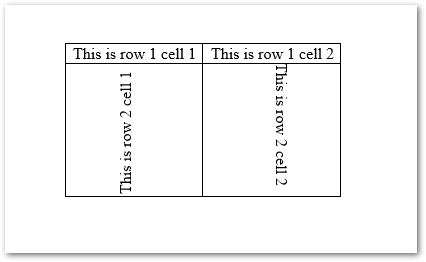 This is row 1 cell 1
This is row 1 cell 2
This is row 2 cell 1
This is row 2 cell 2